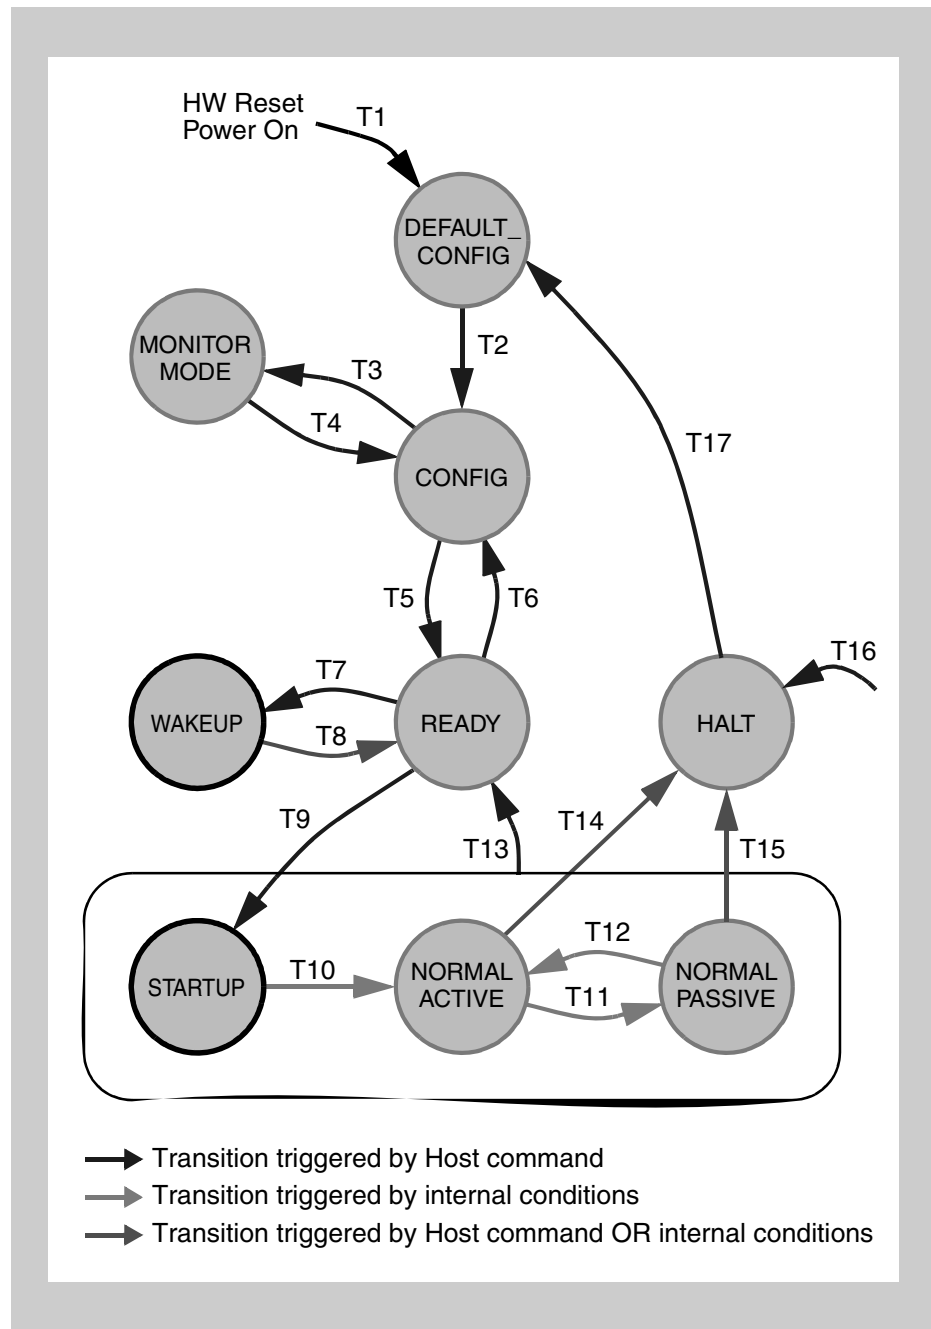 HW Reset
Power On
T1
DEFAULT_
CONFIG
T2
MONITOR
MODE
T3
T4
CONFIG
T17
T5
T6
T16
T7
WAKEUP
READY
HALT
T8
T9
T14
T13
T15
T12
STARTUP
T10
NORMAL
ACTIVE
T11
NORMAL
PASSIVE
Transition triggered by Host command
Transition triggered by internal conditions
Transition triggered by Host command OR internal conditions